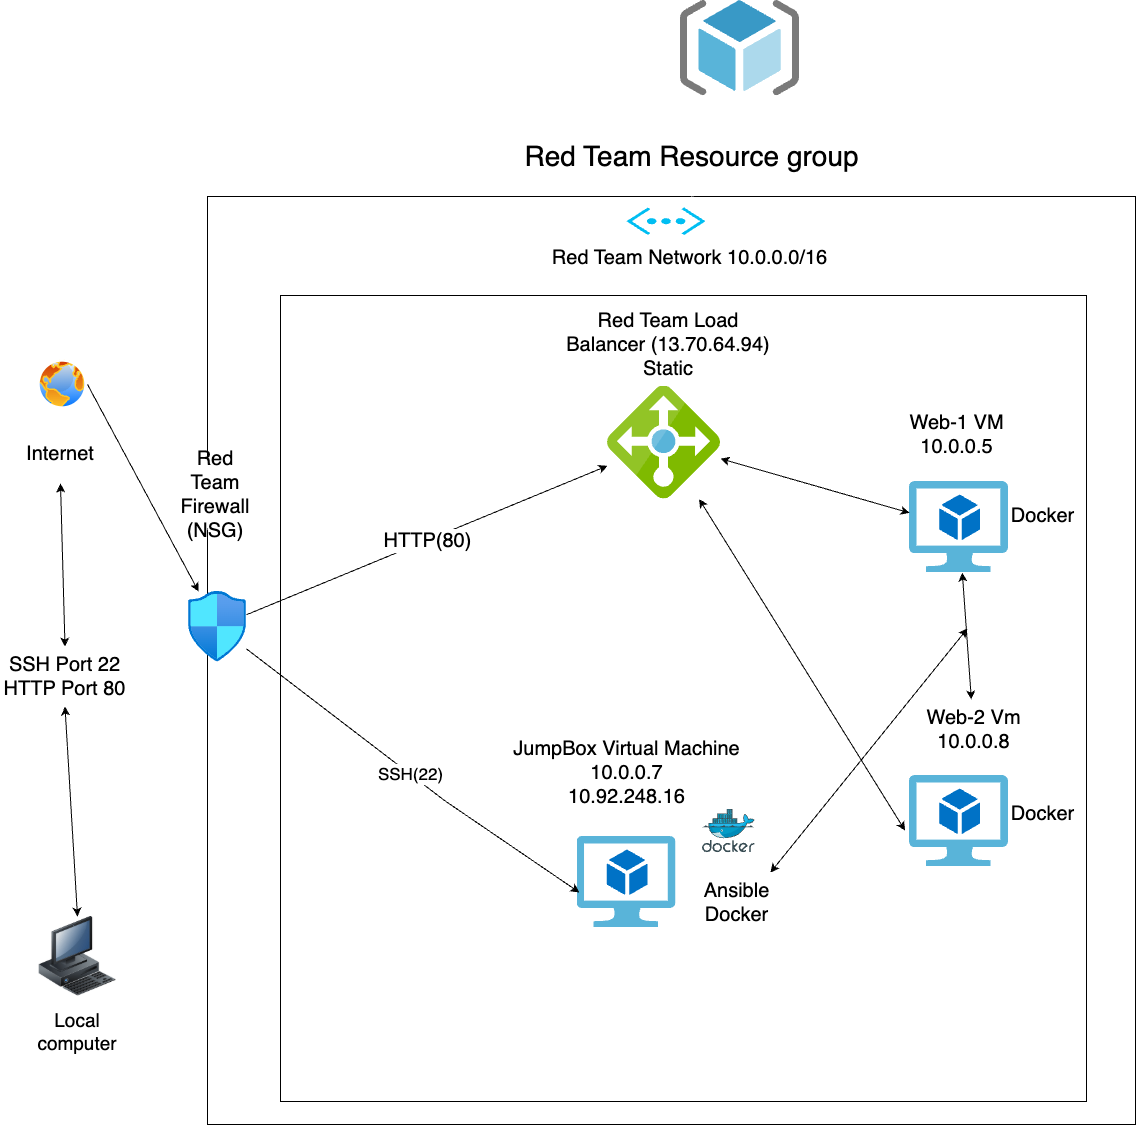 Red Team Resource group
Red Team Network 10.0.0.0/16
Red Team Load
Balancer (13.70.64.94)
Static
Internet
Red
Team
Firewall
(NSG)
Web-1 VM
10.0.0.5
Docker
HTTP(80)
SSH Port 22
HTTP Port 80
SSH(22)
JumpBox Virtual Machine
10.0.0.7
10.92.248.16
docker
Ansible
Docker
Web-2 Vm
10.0.0.8
Docker
Local
computer